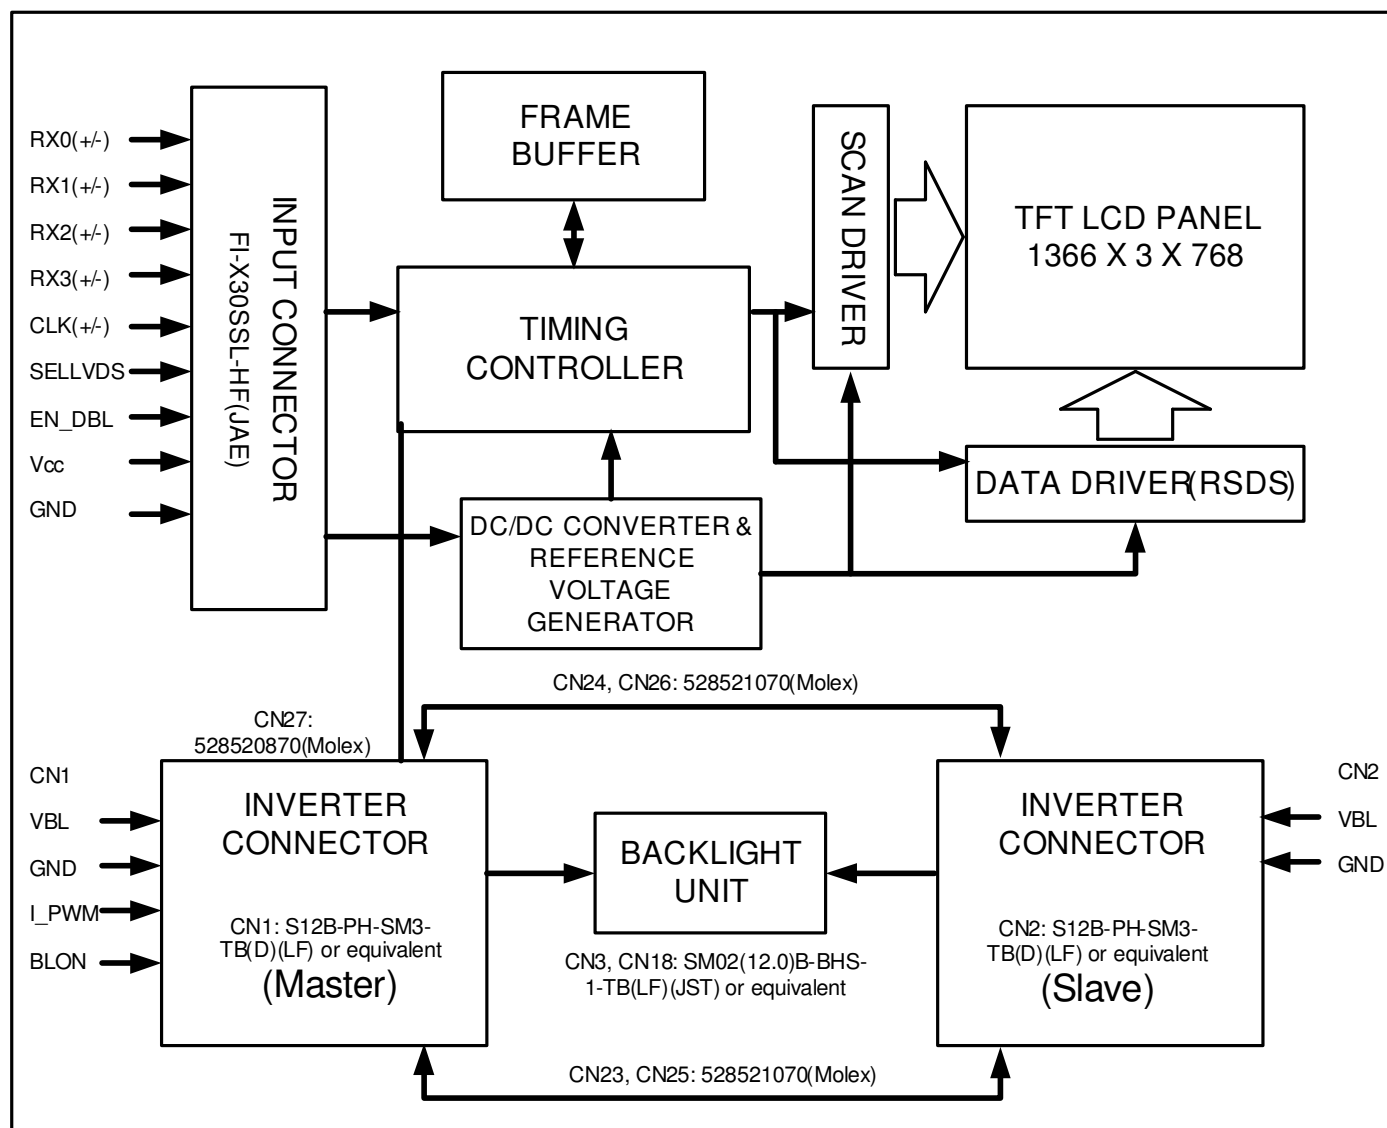 RX0(+/-)
RX1(+/-)
RX2(+/-)
RX3(+/-)
CLK(+/-)
SELLVDS
EN_DBL
Vcc
GND
INPUT CONNECTOR
FI-X30SSL-HF(JAE)
FRAME
BUFFER
TIMING
CONTROLLER
SCAN DRIVER
TFT LCD PANEL
1366 X 3 X 768
DATA DRIVER(RSDS)
DC/DC CONVERTER &
REFERENCE
VOLTAGE
GENERATOR
CN24, CN26: 528521070(Molex)
CN27:
528520870(Molex)
CN1
VBL
GND
I_PWM
BLON
INVERTER
CONNECTOR
CN1: S12B-PH-SM3-
TB(D)(LF) or equivalent
(Master)
BACKLIGHT
UNIT
CN3, CN18: SM02(12.0)B-BHS-
1-TB(LF)(JST) or equivalent
INVERTER
CONNECTOR
CN2: S12B-PH-SM3-
TB(D)(LF) or equivalent
(Slave)
CN2
VBL
GND
CN23, CN25: 528521070(Molex)